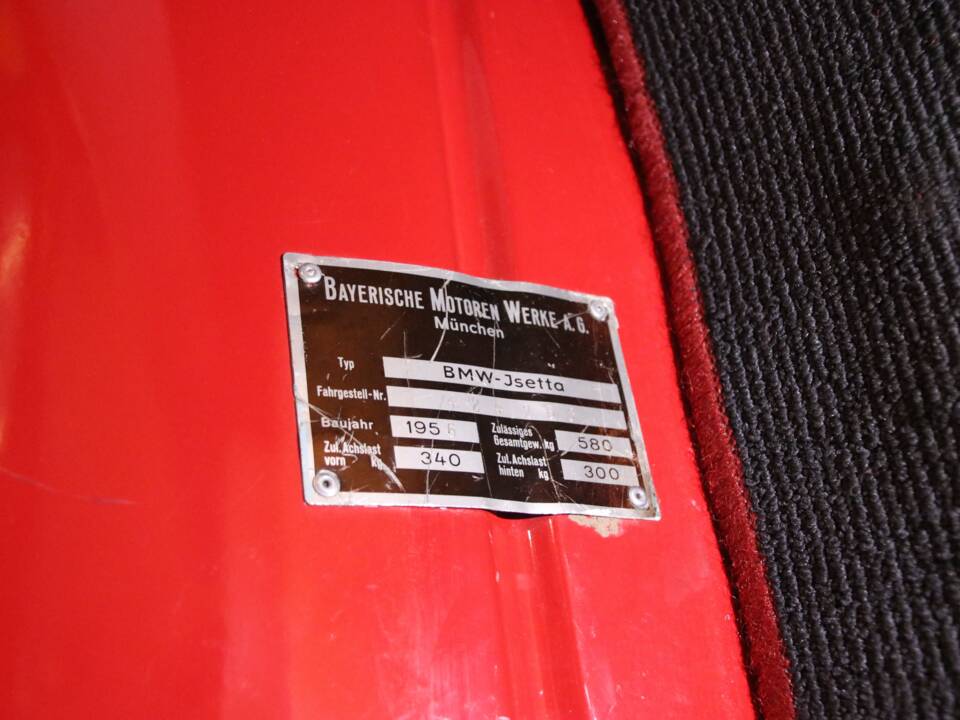 BAYERISCHE MOTOREN WERKE A.G.
München
Typ BMW-Jsetta
Fahrgestell-Nr.
Baujahr 1956 Zulässiges Gesamtgew. kg 580
Zul. Achslast vorn kg 340 Zul. Achslast hinten kg 300